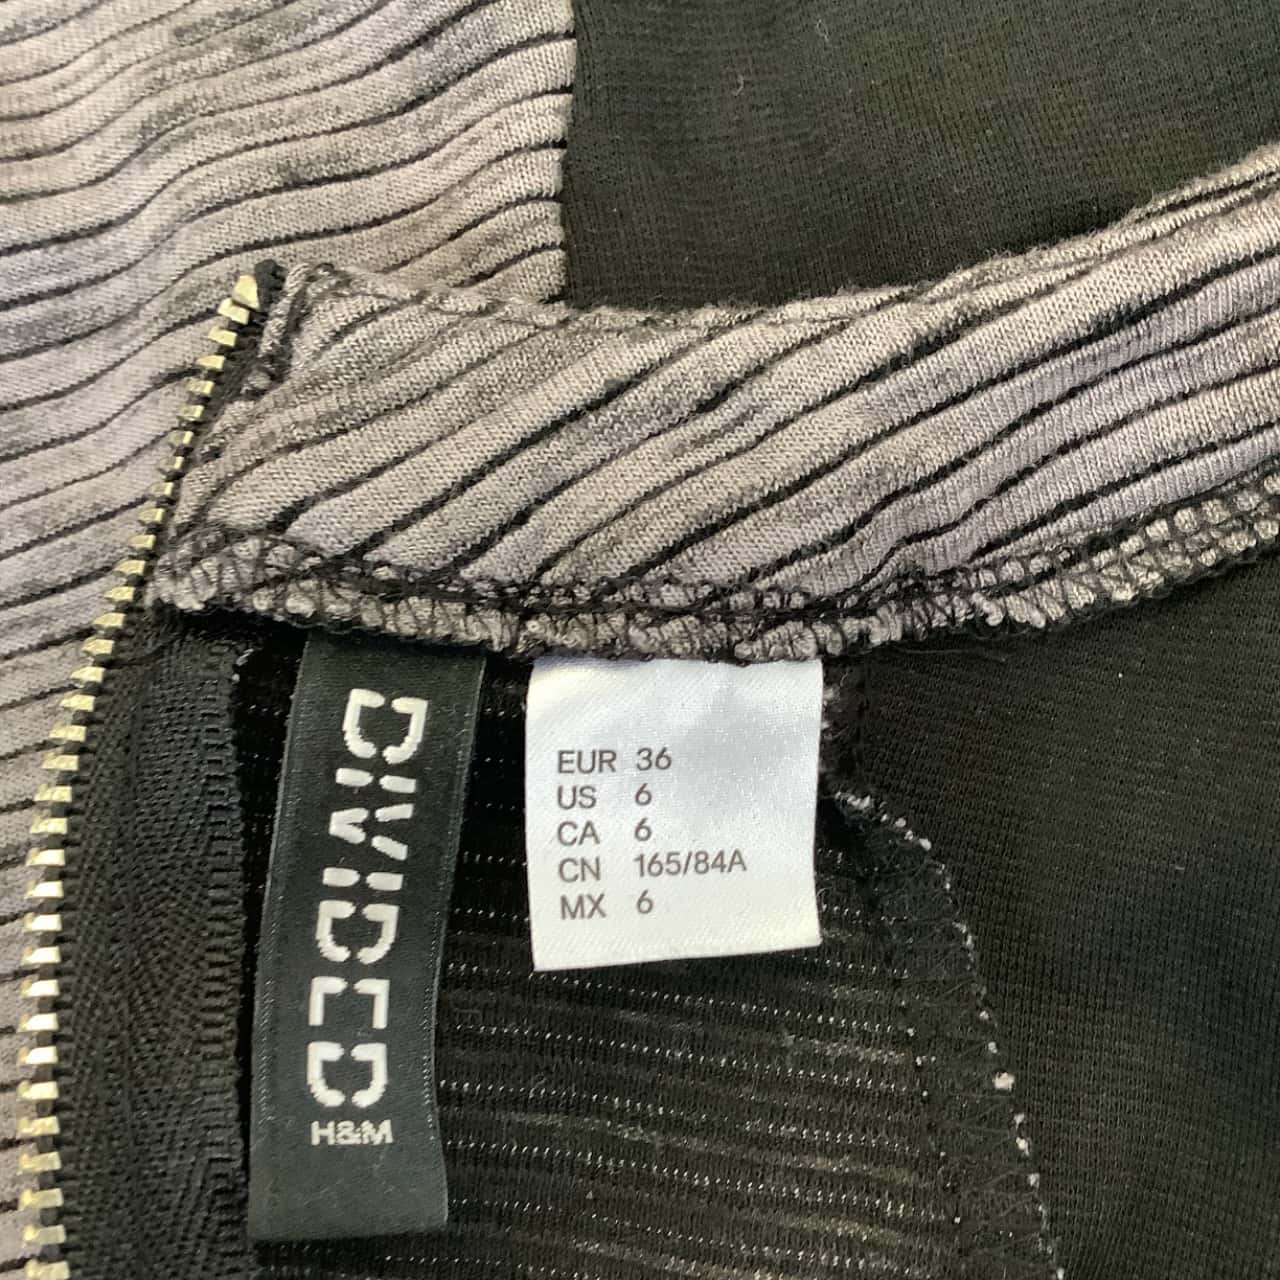 DIVIDED
H&M
EUR 36
US 6
CA 6
CN 165/84A
MX 6